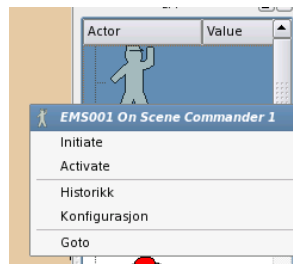 Actor Value
EMS001 On Scene Commander 1
Initiate
Activate
Historikk
Konfigurasjon
Goto